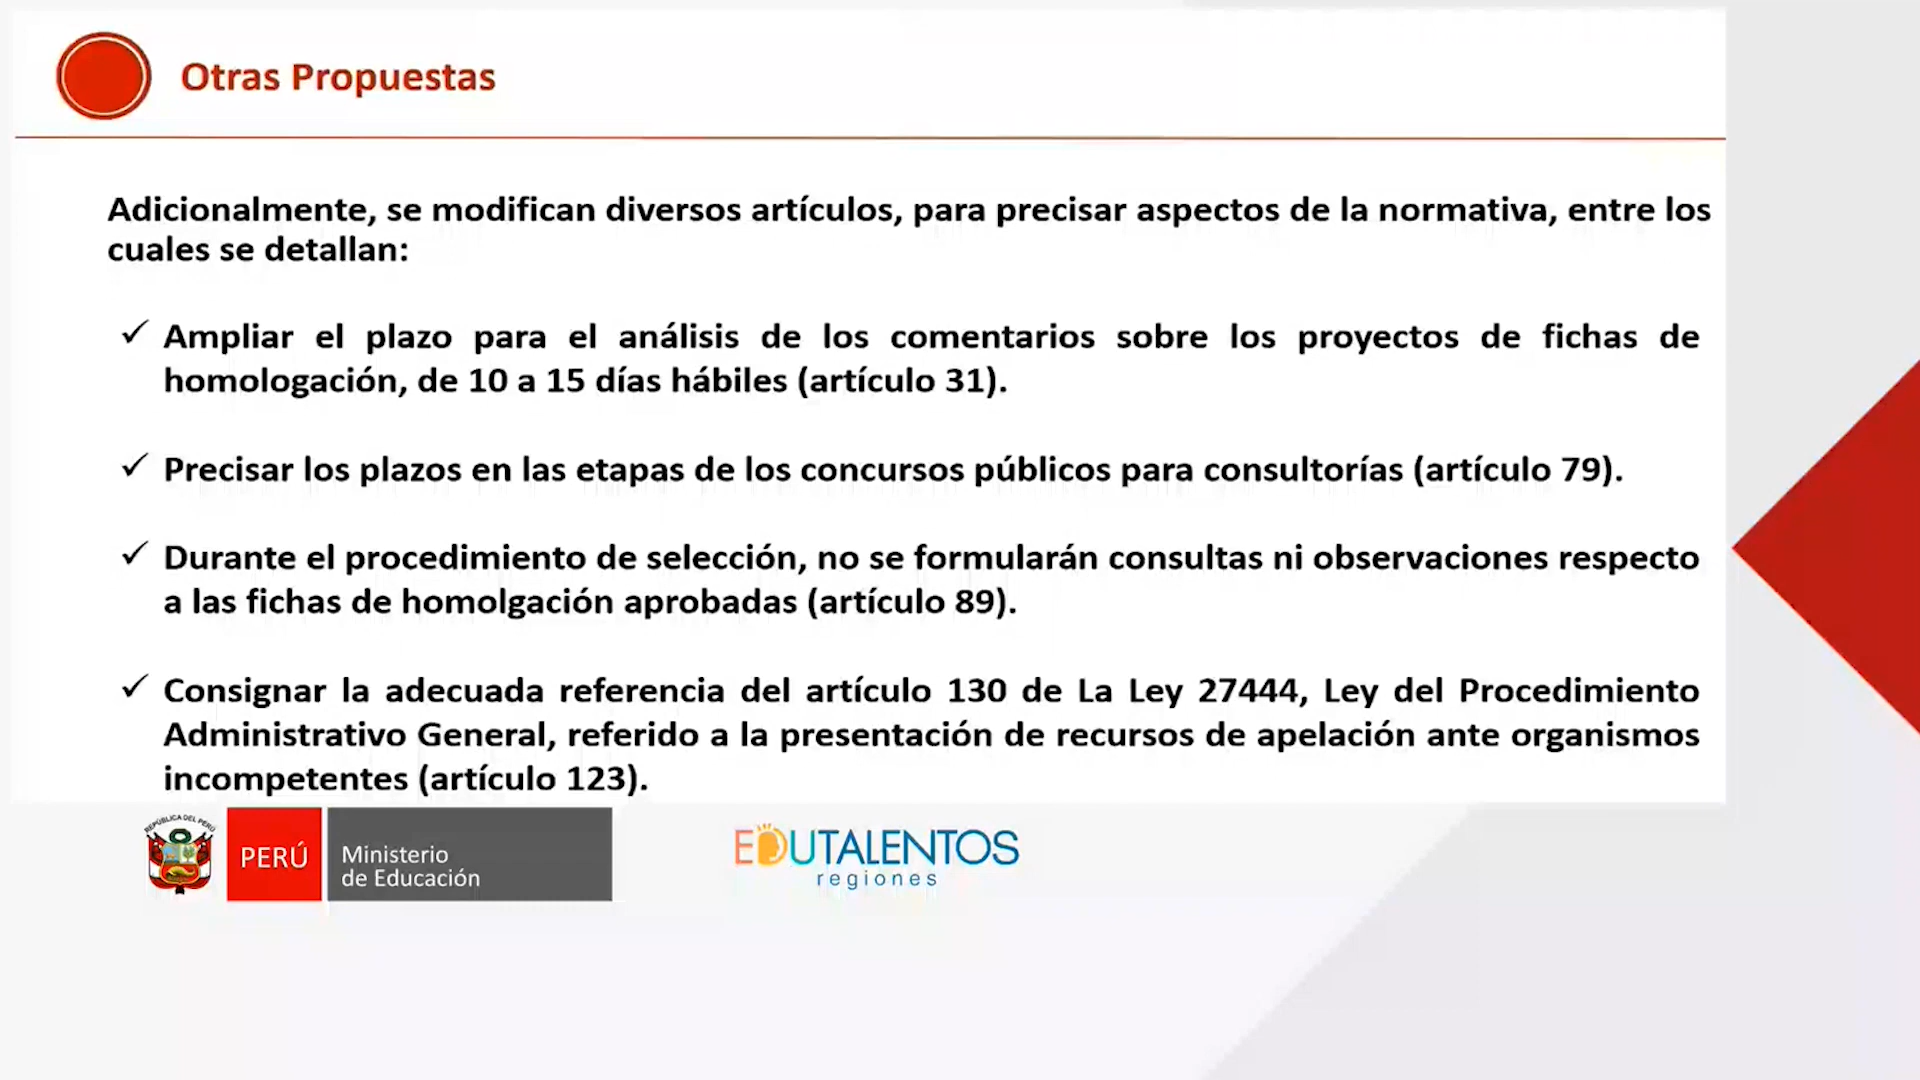 Otras Propuestas
Adicionalmente, se modifican diversos artículos, para precisar aspectos de la normativa, entre los
cuales se detallan:
✓ Ampliar el plazo para el análisis de los comentarios sobre los proyectos de fichas de
homologación, de 10 a 15 días hábiles (artículo 31).
✓ Precisar los plazos en las etapas de los concursos públicos para consultorías (artículo 79).
✓ Durante el procedimiento de selección, no se formularán consultas ni observaciones respecto
a las fichas de homolgación aprobadas (artículo 89).
✓ Consignar la adecuada referencia del artículo 130 de La Ley 27444, Ley del Procedimiento
Administrativo General, referido a la presentación de recursos de apelación ante organismos
incompetentes (artículo 123).
REPÚBLICA DEL PERÚ
PERÚ
Ministerio
de Educación
EDUTALENTOS
regiones